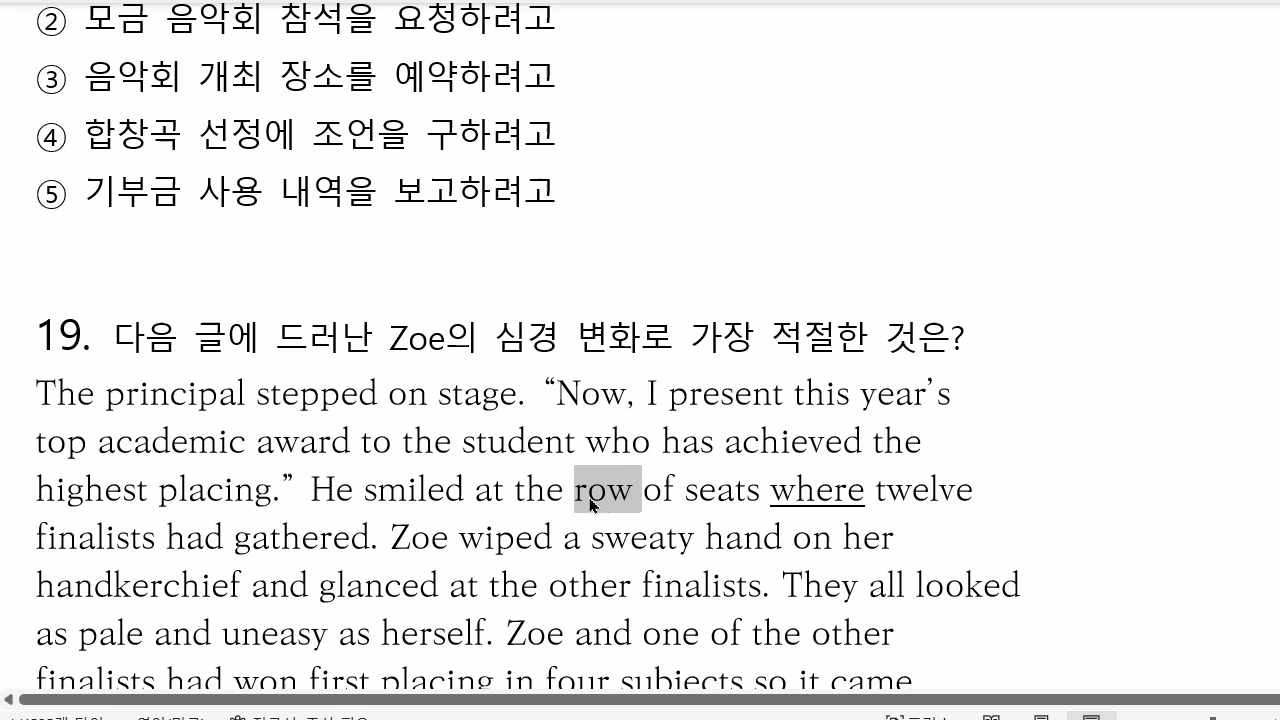 ② 모금 음악회 참석을 요청하려고
③ 음악회 개최 장소를 예약하려고
④ 합창곡 선정에 조언을 구하려고
⑤ 기부금 사용 내역을 보고하려고
19. 다음 글에 드러난 Zoe의 심경 변화로 가장 적절한 것은?
The principal stepped on stage. “Now, I present this year’s
top academic award to the student who has achieved the
highest placing.” He smiled at the row of seats where twelve
finalists had gathered. Zoe wiped a sweaty hand on her
handkerchief and glanced at the other finalists. They all looked
as pale and uneasy as herself. Zoe and one of the other
finalists had won first placing in four subjects so it came